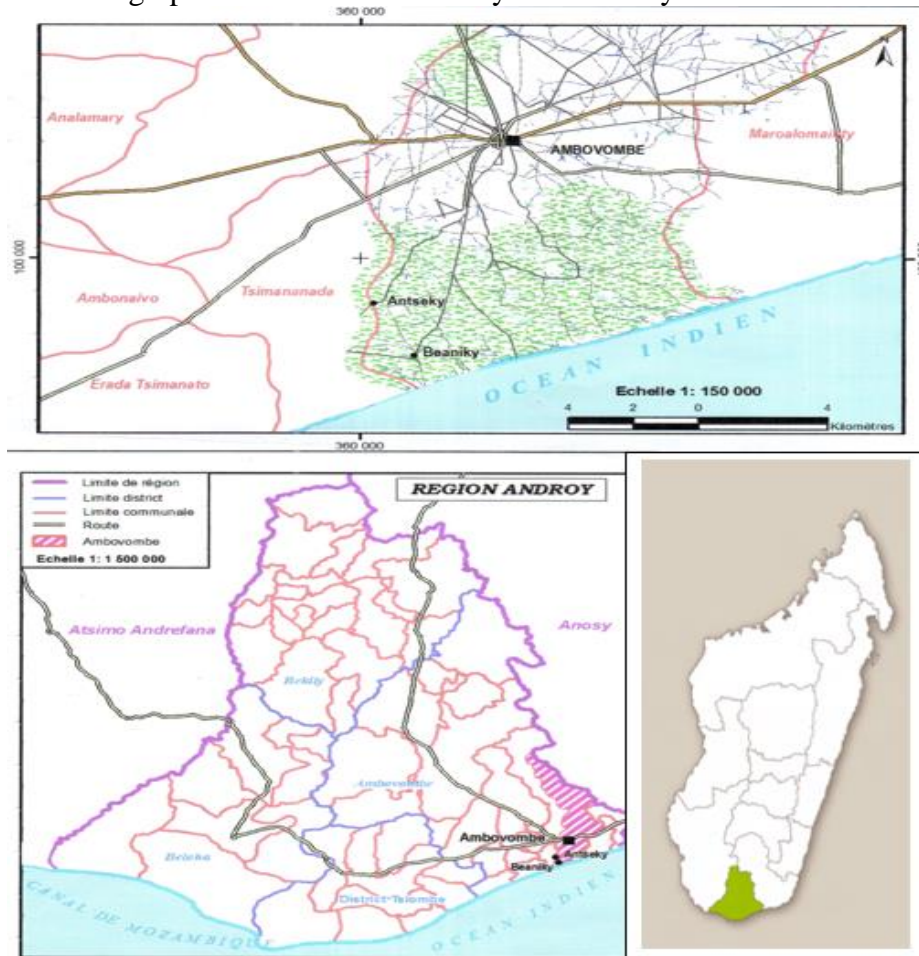 360 000
N
Analamary
AMBOVOMBE
100 000
Tsimananada
Ambonaivo
Antseky
Beaniky
Erada Tsimanato
OCEAN INDIEN
Echelle 1: 150 000
4 2 0 4
Kilomètres
360 000
Limite de région
Limite district
Limite communale
Route
Ambovombe
Echelle 1: 1 500 000
REGION ANDROY
Atsimo Andrefana
Anosy
Bekily
Ambovombe
Ambovombe
Antseky
Beaniky
Beloha
District Tsiombe
CANAL DE MOZAMBIQUE
OCEAN INDIEN